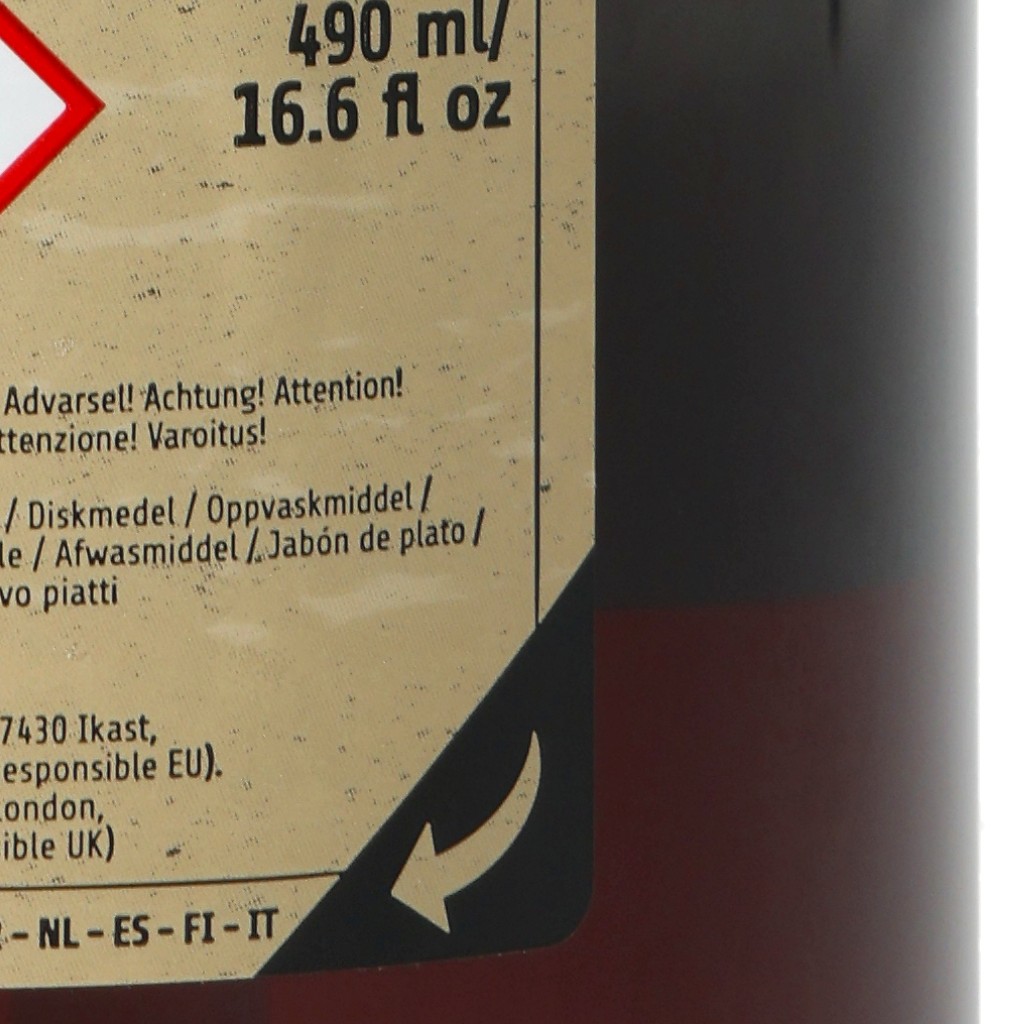 490 ml/
16.6 fl oz
Advarsel! Achtung! Attention!
ttenzione! Varoitus!
/ Diskmedel / Oppvaskmiddel /
le / Afwasmiddel / Jabón de plato /
vo piatti
7430 Ikast,
esponsible EU).
ondon,
ible UK)
– NL – ES – FI – IT